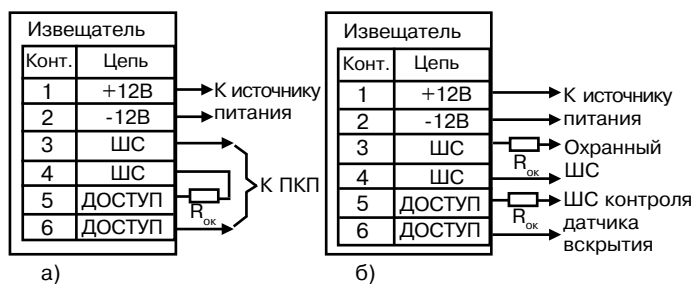 Извещатель
Конт. Цепь
1 +12В К источнику
2 -12В питания
3 ШС
4 ШС К ПКП
5 ДОСТУП
Rок
6 ДОСТУП
а)
Извещатель
Конт. Цепь
1 +12В К источнику
2 -12В питания
3 ШС Rок Охранный
4 ШС ШС
5 ДОСТУП Rок ШС контроля
датчика
6 ДОСТУП вскрытия
б)